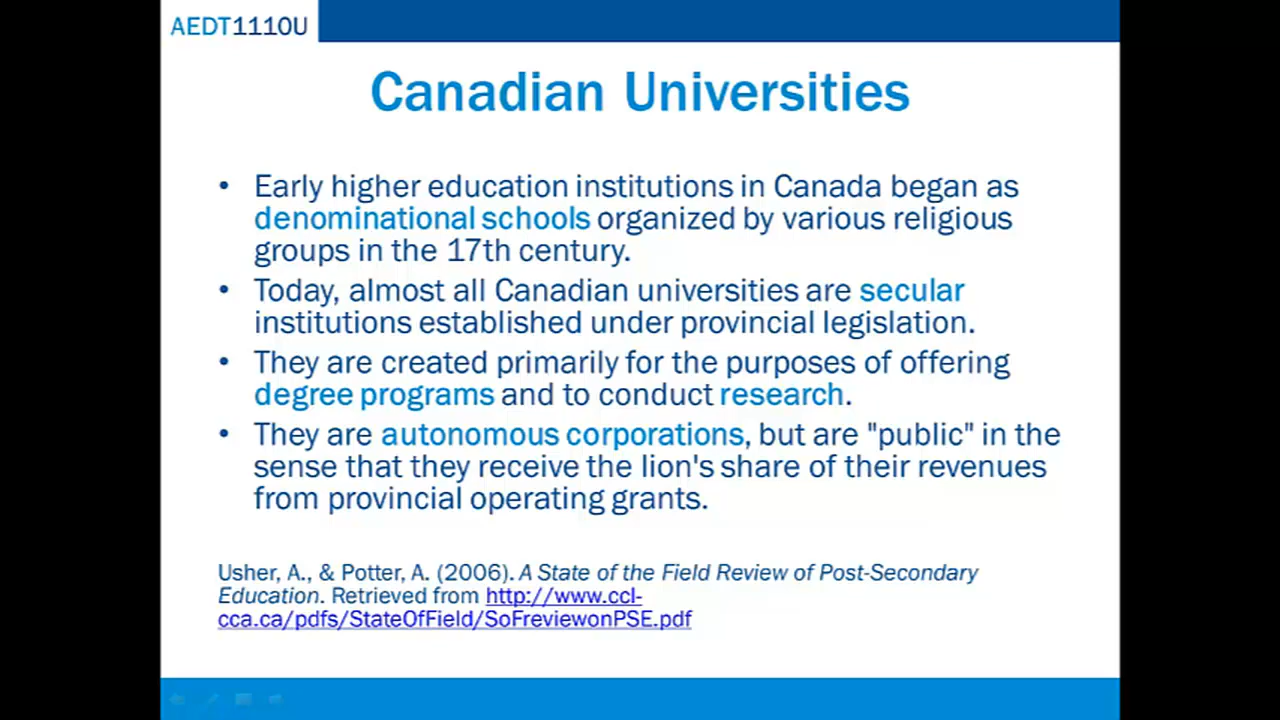 AEDT1110U
Canadian Universities
• Early higher education institutions in Canada began as
denominational schools organized by various religious
groups in the 17th century.
• Today, almost all Canadian universities are secular
institutions established under provincial legislation.
• They are created primarily for the purposes of offering
degree programs and to conduct research.
• They are autonomous corporations, but are "public" in the
sense that they receive the lion's share of their revenues
from provincial operating grants.
Usher, A., & Potter, A. (2006). A State of the Field Review of Post-Secondary
Education. Retrieved from http://www.ccl-
cca.ca/pdfs/StateOfField/SoFreviewonPSE.pdf